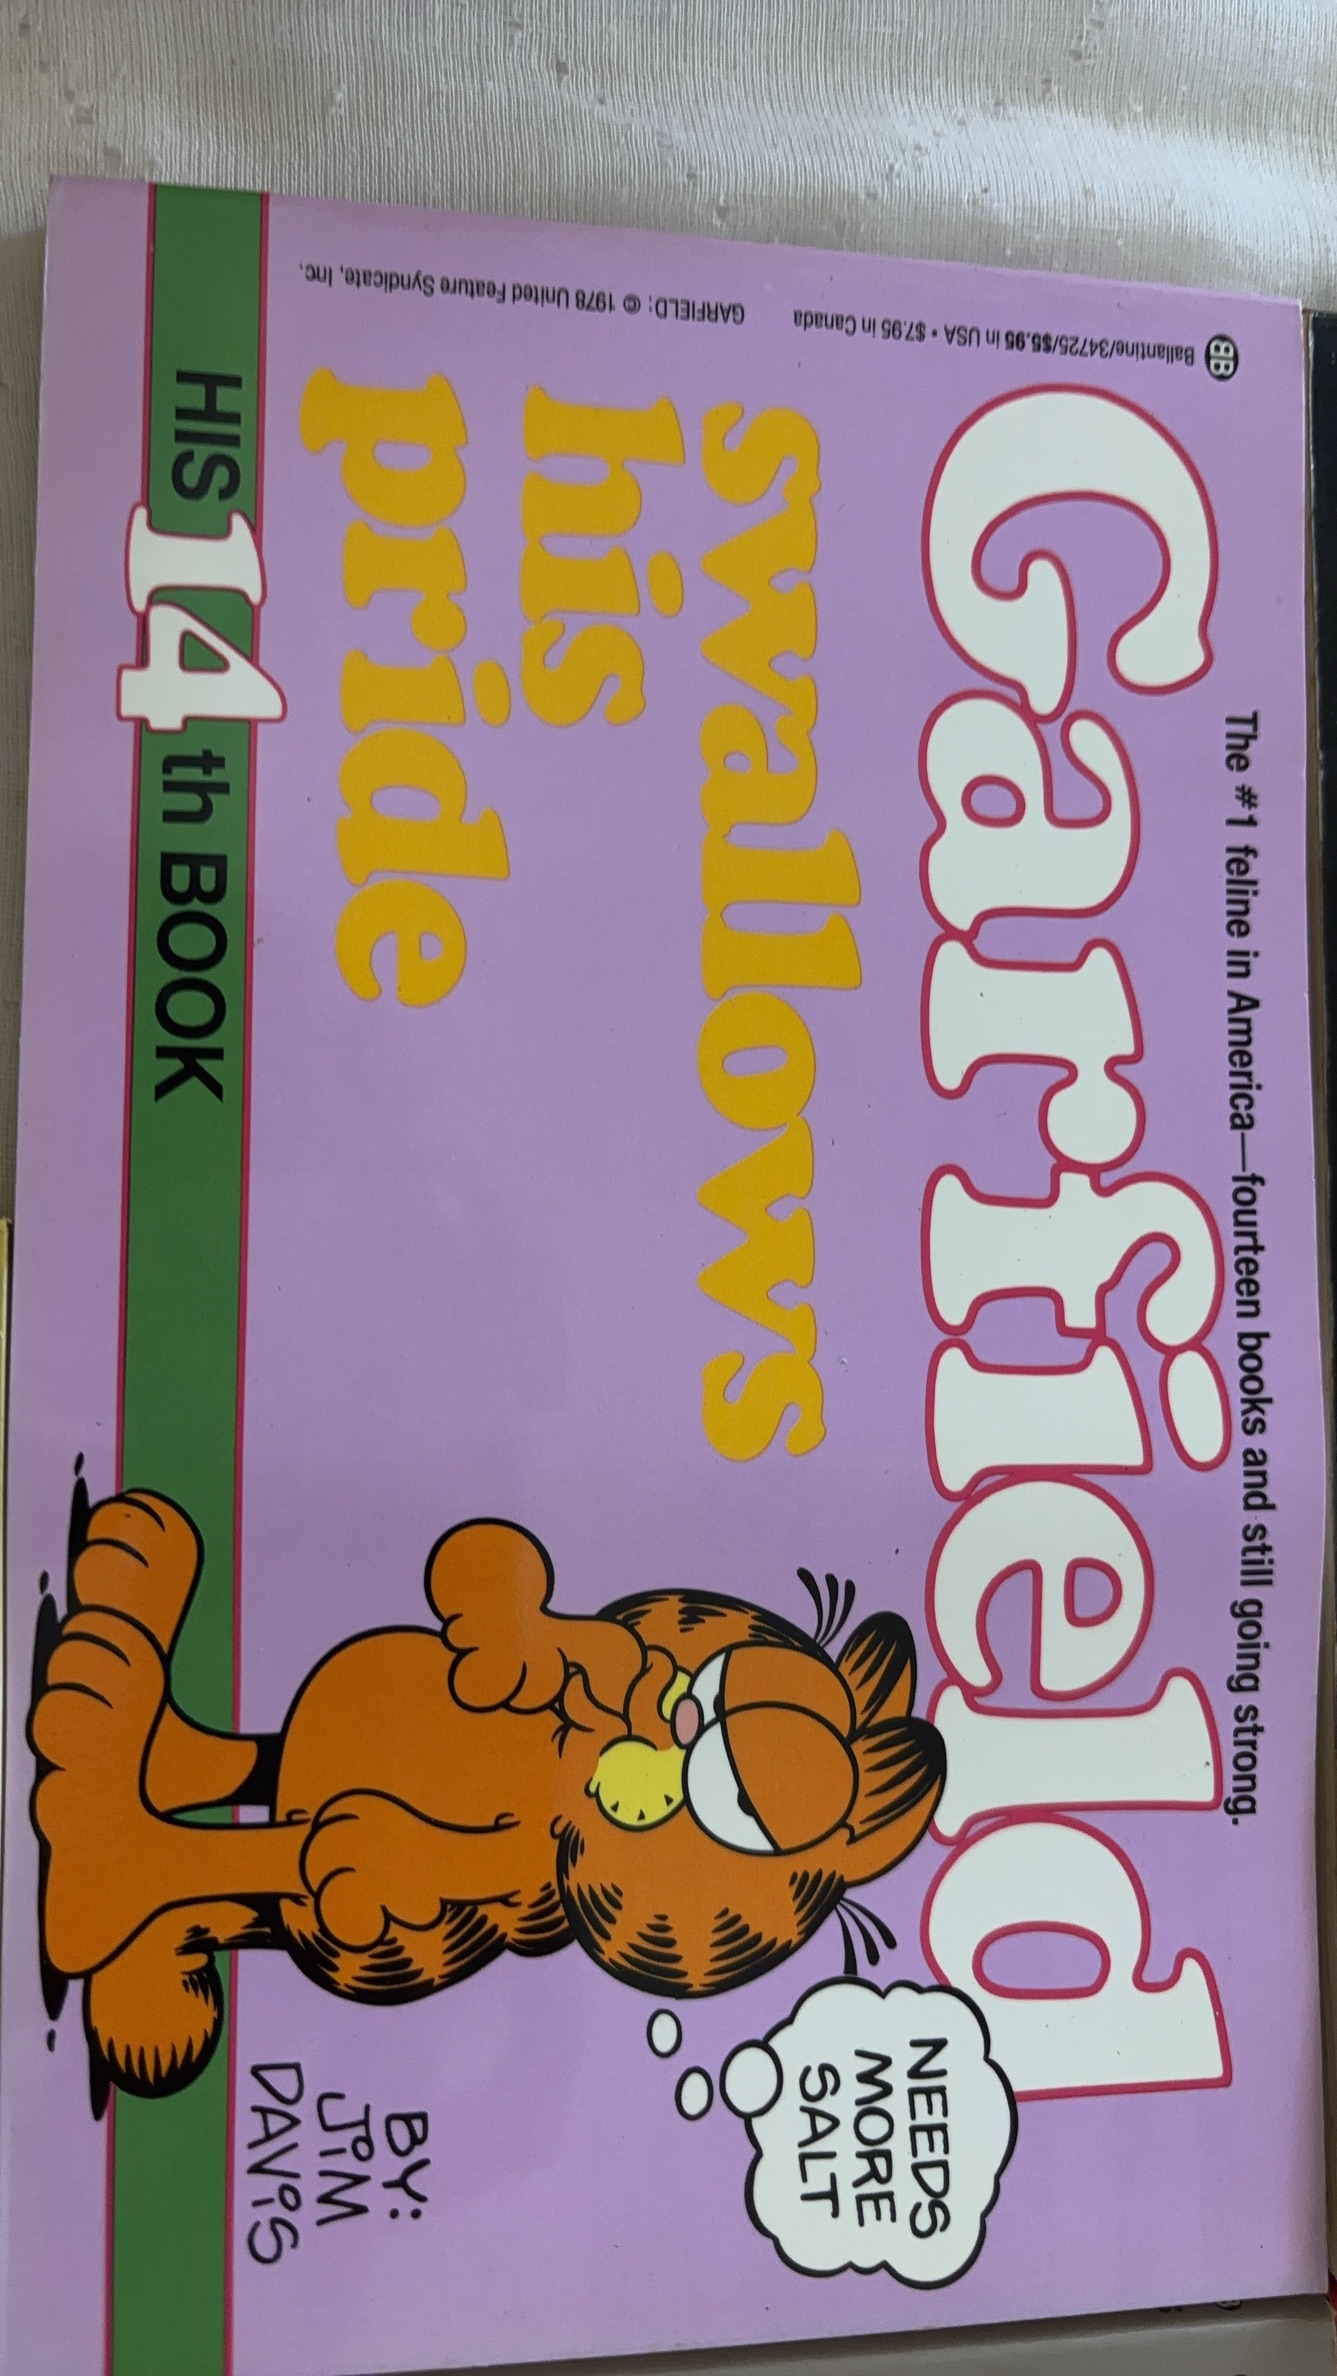 The #1 feline in America—fourteen books and still going strong.
Garfield
swallows
his
pride
NEEDS
MORE
SALT
BY:
JiM
DAViS
HIS 14 th BOOK
BB Ballantine/34725/$5.95 in USA • $7.95 in Canada GARFIELD: © 1978 United Feature Syndicate, Inc.